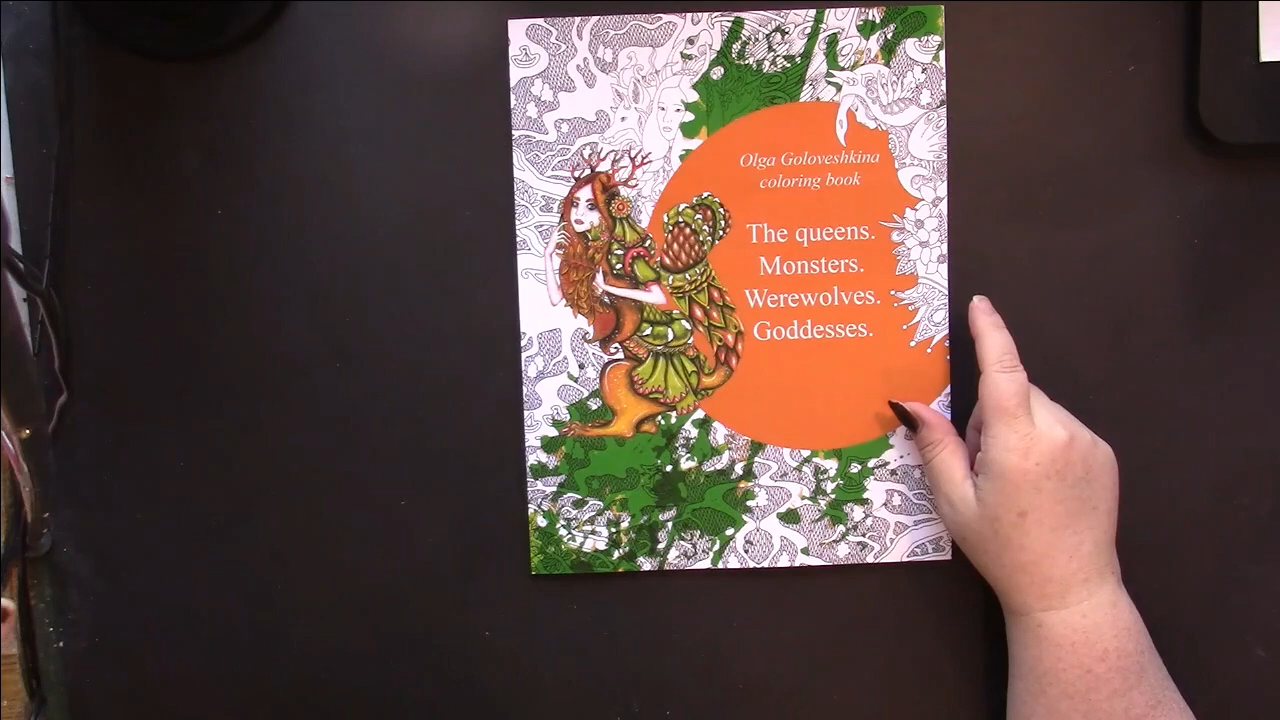 Olga Goloveshkina
coloring book
The queens.
Monsters.
Werewolves.
Goddesses.